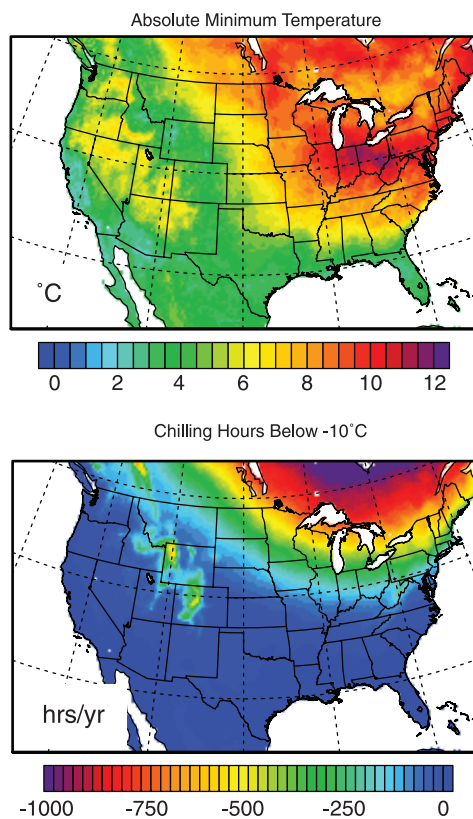 Absolute Minimum Temperature
°C
0 2 4 6 8 10 12
Chilling Hours Below -10°C
hrs/yr
-1000 -750 -500 -250 0